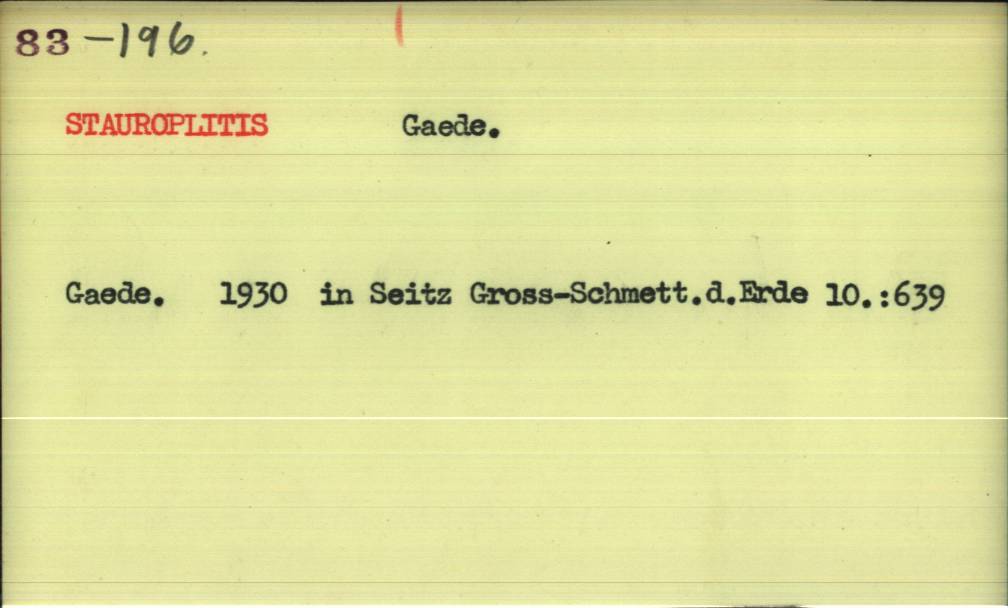 83 -196.
STAUROPLITIS Gaede.
Gaede. 1930 in Seitz Gross-Schmett.d.Erde 10.:639